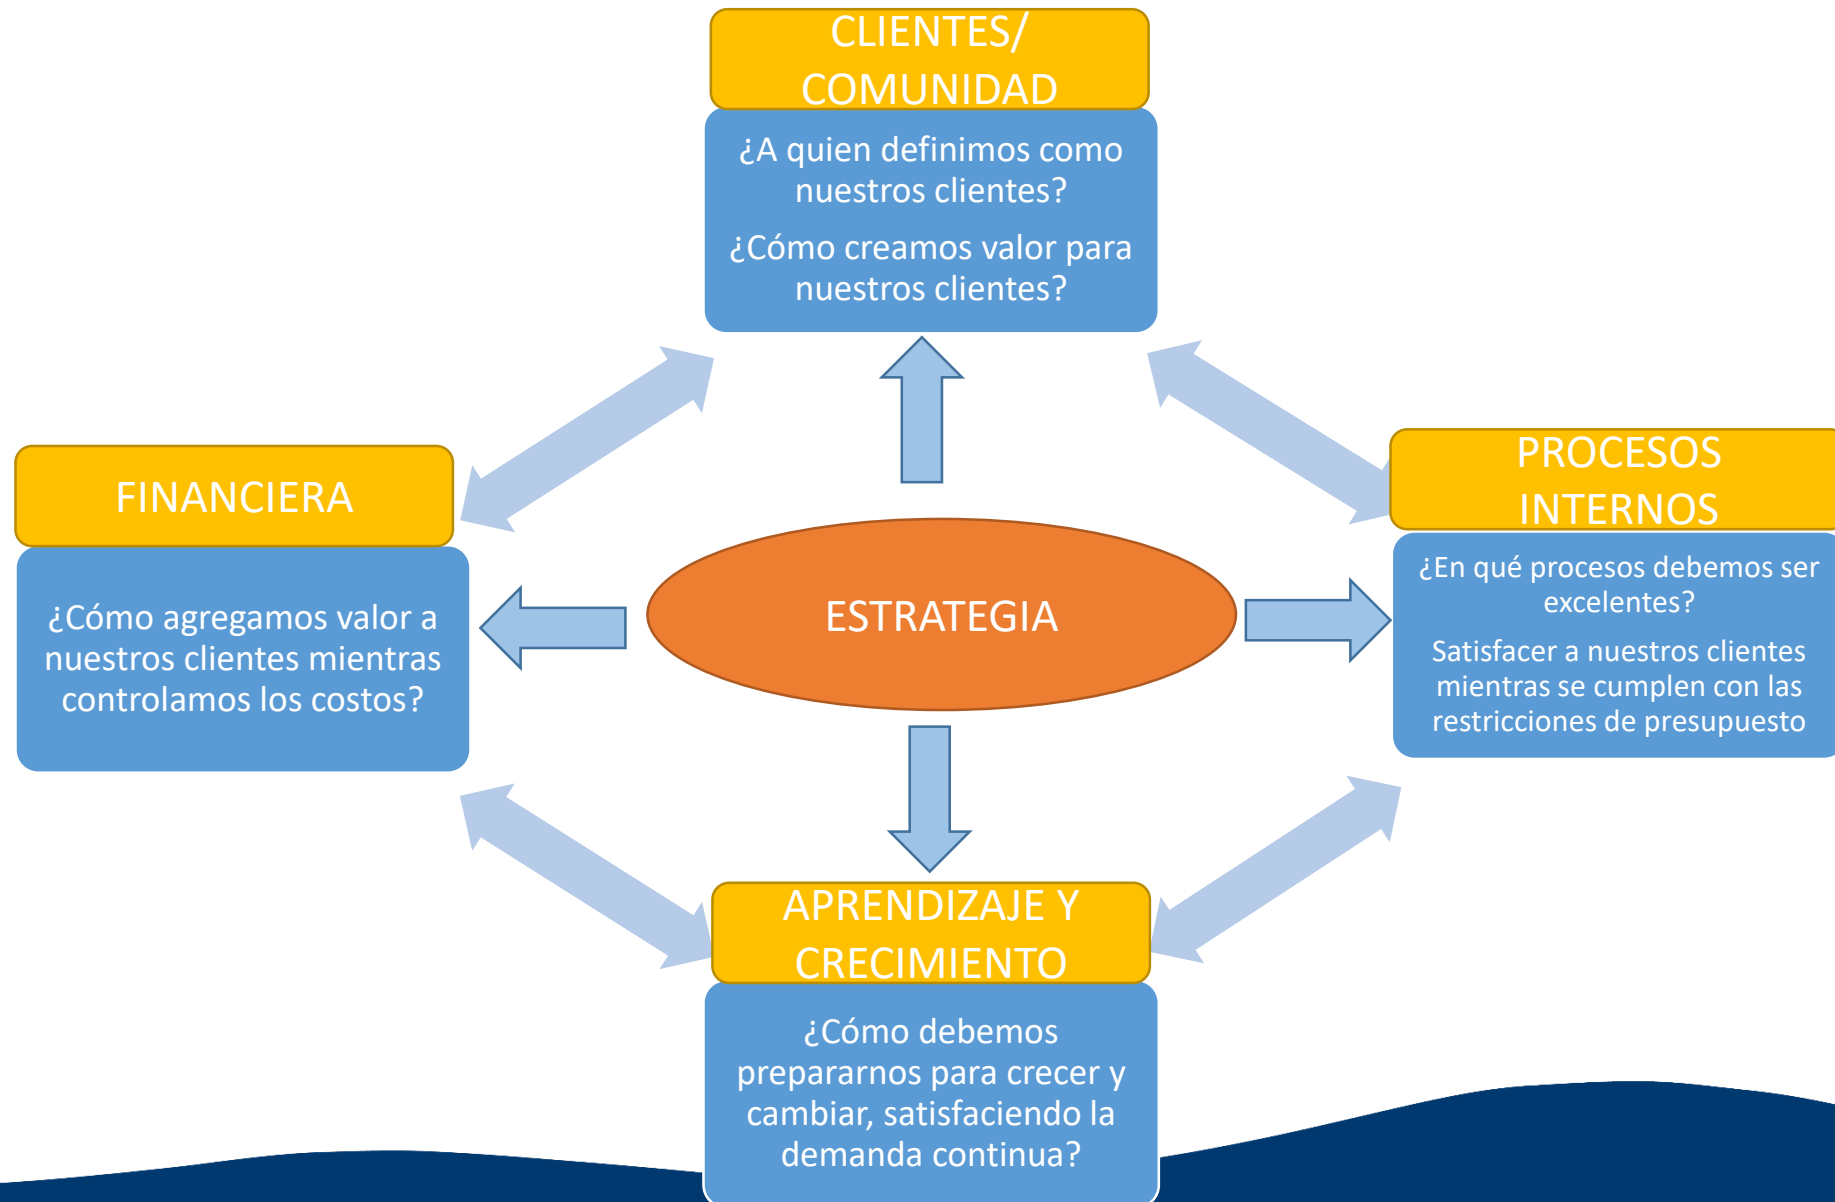 CLIENTES/
COMUNIDAD
¿A quien definimos como
nuestros clientes?
¿Cómo creamos valor para
nuestros clientes?
FINANCIERA
¿Cómo agregamos valor a
nuestros clientes mientras
controlamos los costos?
ESTRATEGIA
PROCESOS
INTERNOS
¿En qué procesos debemos ser
excelentes?
Satisfacer a nuestros clientes
mientras se cumplen con las
restricciones de presupuesto
APRENDIZAJE Y
CRECIMIENTO
¿Cómo debemos
prepararnos para crecer y
cambiar, satisfaciendo la
demanda continua?